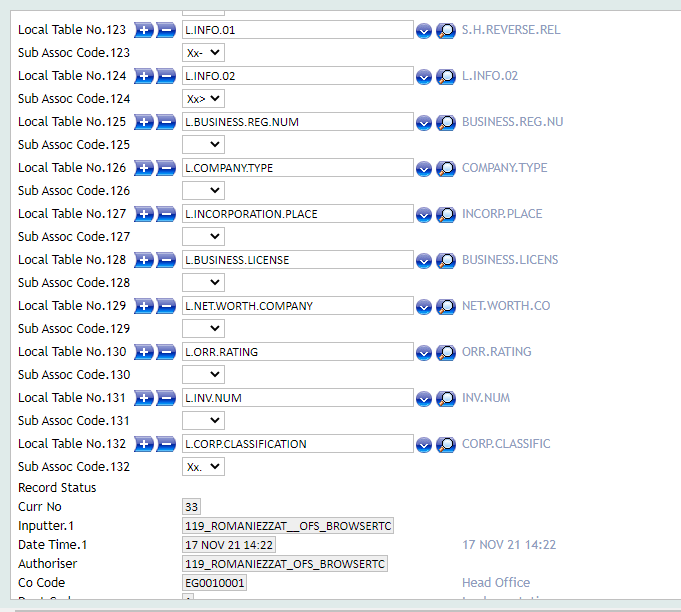 Local Table No.123 L.INFO.01 S.H.REVERSE.REL
Sub Assoc Code.123 Xx-
Local Table No.124 L.INFO.02 L.INFO.02
Sub Assoc Code.124 Xx>
Local Table No.125 L.BUSINESS.REG.NUM BUSINESS.REG.NU
Sub Assoc Code.125
Local Table No.126 L.COMPANY.TYPE COMPANY.TYPE
Sub Assoc Code.126
Local Table No.127 L.INCORPORATION.PLACE INCORP.PLACE
Sub Assoc Code.127
Local Table No.128 L.BUSINESS.LICENSE BUSINESS.LICENS
Sub Assoc Code.128
Local Table No.129 L.NET.WORTH.COMPANY NET.WORTH.CO
Sub Assoc Code.129
Local Table No.130 L.ORR.RATING ORR.RATING
Sub Assoc Code.130
Local Table No.131 L.INV.NUM INV.NUM
Sub Assoc Code.131
Local Table No.132 L.CORP.CLASSIFICATION CORP.CLASSIFIC
Sub Assoc Code.132 Xx.
Record Status
Curr No 33
Inputter.1 119_ROMANIEZZAT__OFS_BROWSERTC
Date Time.1 17 NOV 21 14:22 17 NOV 21 14:22
Authoriser 119_ROMANIEZZAT_OFS_BROWSERTC
Co Code EG0010001 Head Office